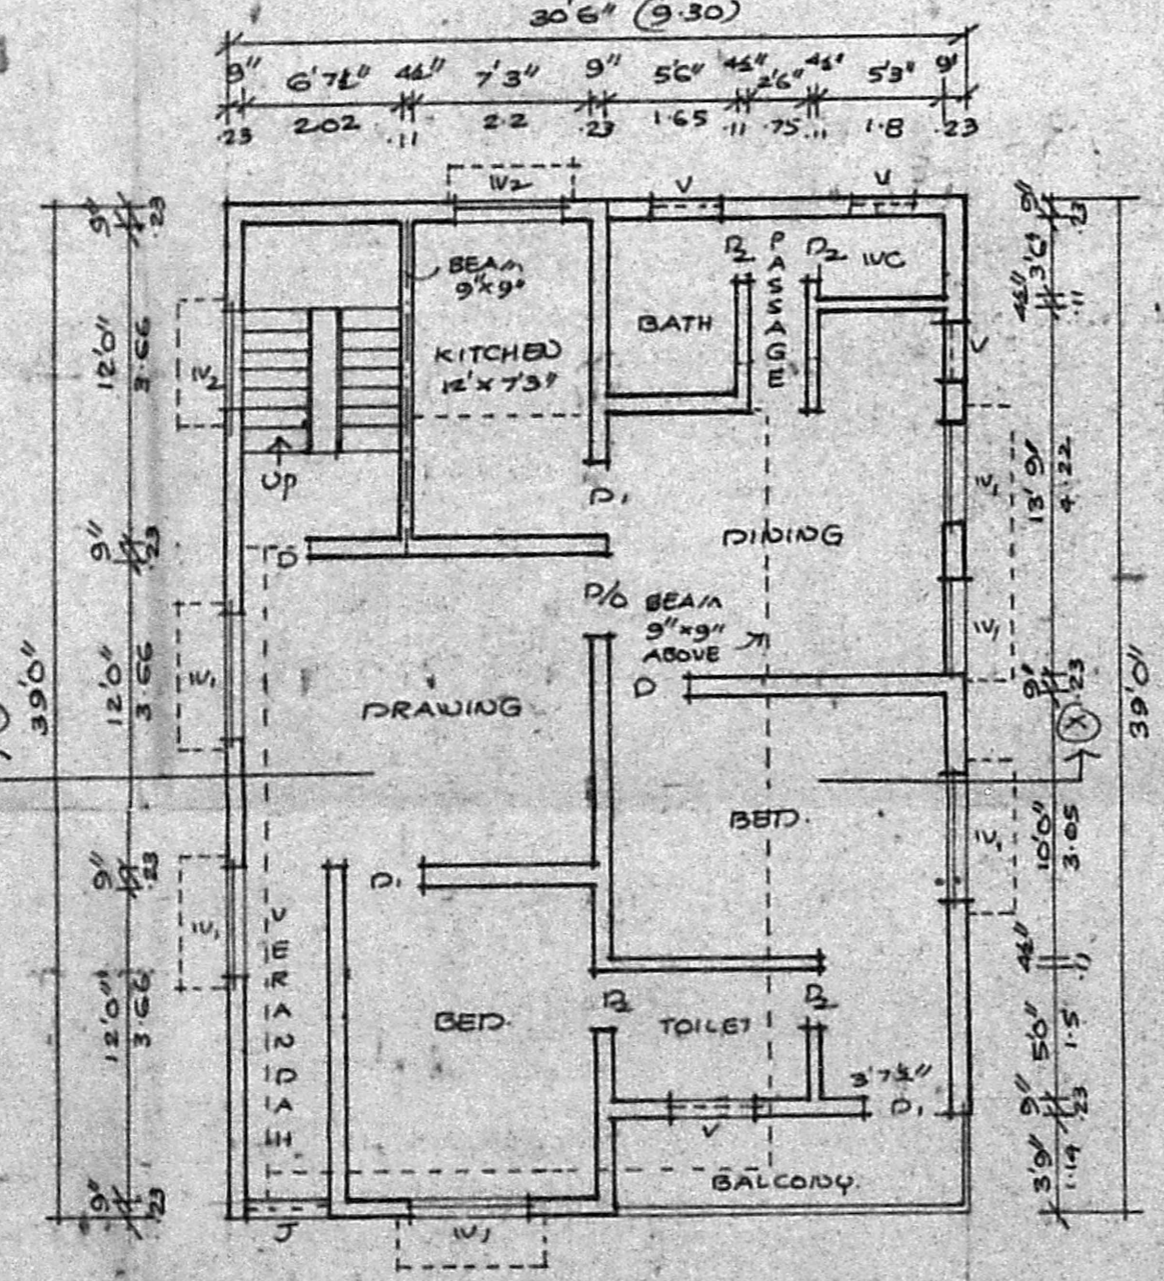 30'6" (9.30)
9" 6'7½" 4½" 7'3" 9" 5'6" 4½" 2'6" 4½" 5'3" 9"
.23 2.02 .11 2.2 .23 1.65 .11 .75 .11 1.8 .23
W2 V V
BEAM
9"x9"
KITCHEN
12'x7'3"
BATH
D2
PASSAGE
D2
WC
V
W2
UP
D
D1
DINING
D/O
BEAM
9"x9"
ABOVE
D
W1
W1
DRAWING
W1
BED.
D1
W1
VERANDAH
BED.
D2
TOILET
D2
3'7½"
D1
V
BALCONY.
J
W1
9" .23
12'0" 3.66
9" .23
12'0" 3.66
9" .23
12'0" 3.66
9" .23
39'0"
9" .23
3'6"
4½" .11
13'9" 4.22
9" .23
X
10'0" 3.05
4½" .11
5'0" 1.5
9" .23
3'9" 1.14
39'0"